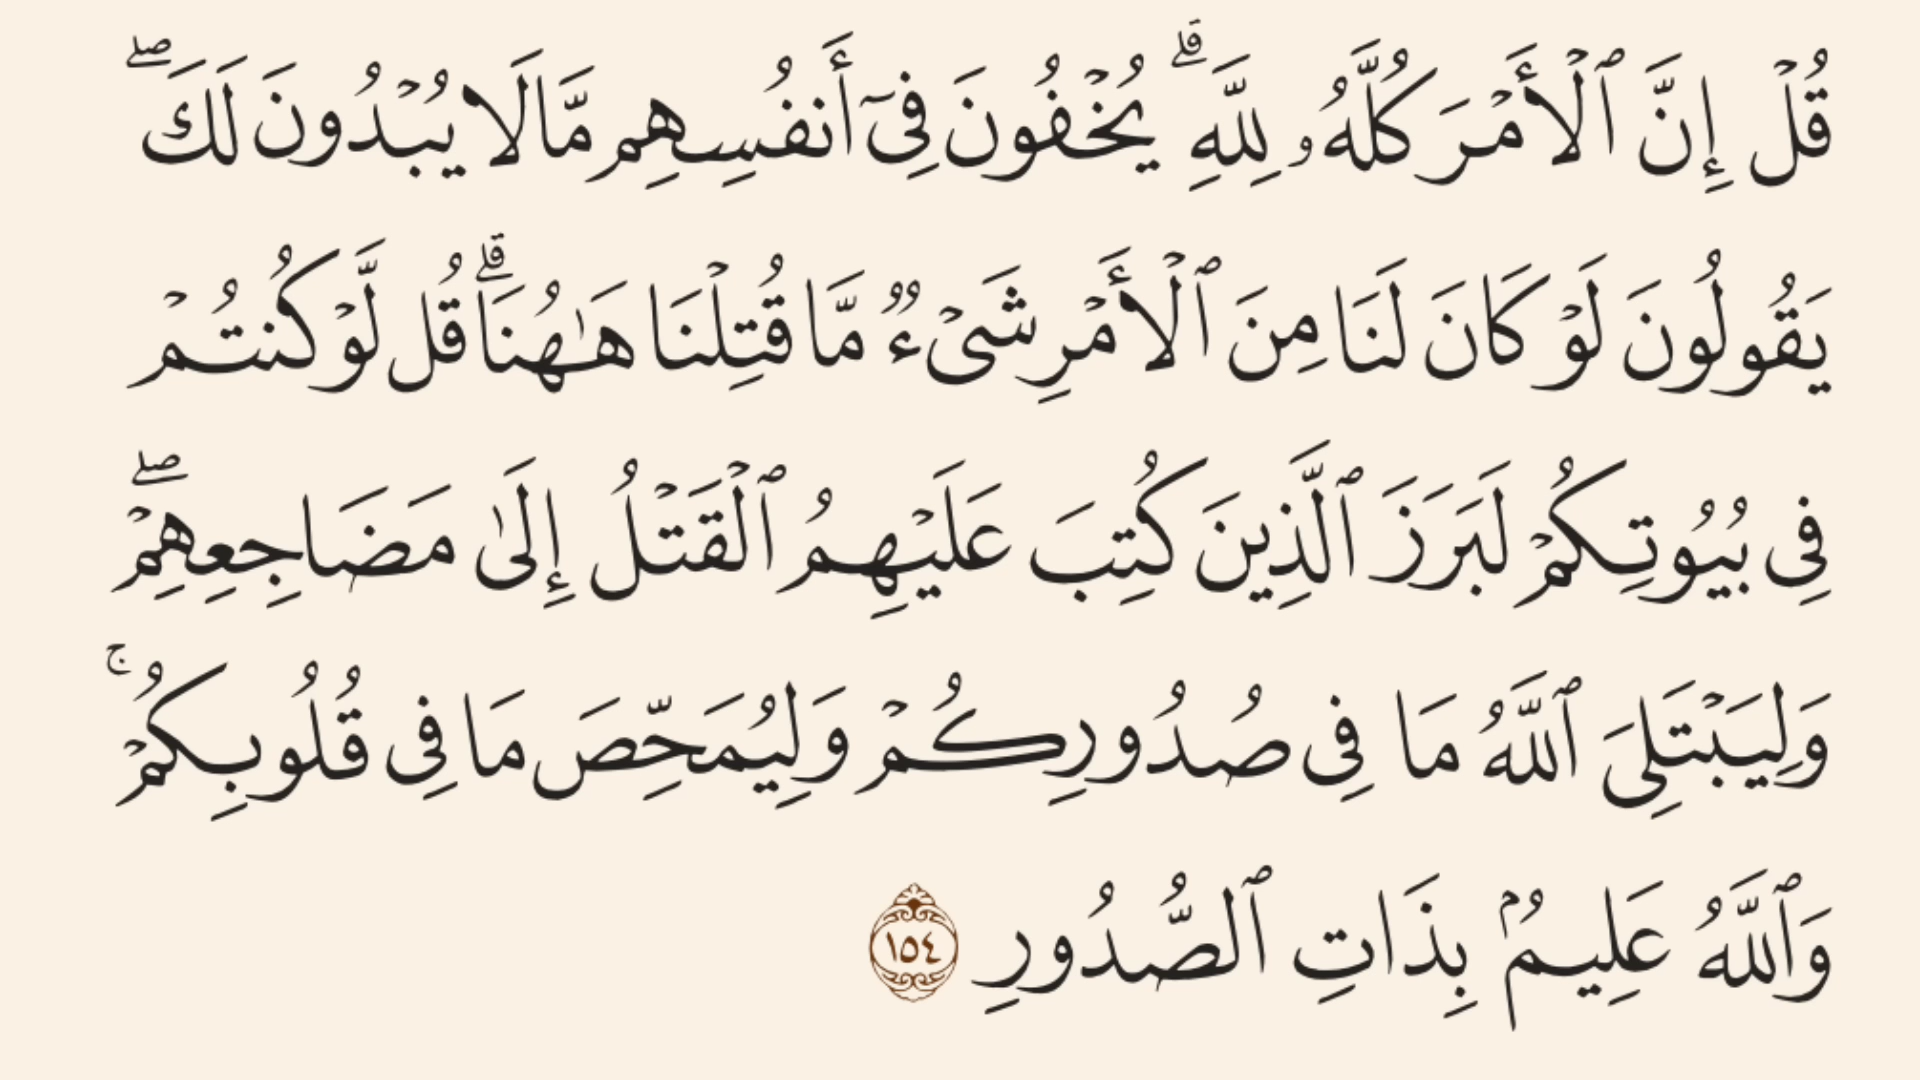 قُلْ إِنَّ ٱلْأَمْرَ كُلَّهُۥ لِلَّهِ ۗ يُخْفُونَ فِىٓ أَنفُسِهِم مَّا لَا يُبْدُونَ لَكَ ۖ
يَقُولُونَ لَوْ كَانَ لَنَا مِنَ ٱلْأَمْرِ شَىْءٌ مَّا قُتِلْنَا هَـٰهُنَا ۗ قُل لَّوْ كُنتُمْ
فِى بُيُوتِكُمْ لَبَرَزَ ٱلَّذِينَ كُتِبَ عَلَيْهِمُ ٱلْقَتْلُ إِلَىٰ مَضَاجِعِهِمْ ۖ
وَلِيَبْتَلِىَ ٱللَّهُ مَا فِى صُدُورِكُمْ وَلِيُمَحِّصَ مَا فِى قُلُوبِكُمْ ۚ
وَٱللَّهُ عَلِيمٌۢ بِذَاتِ ٱلصُّدُورِ ١٥٤